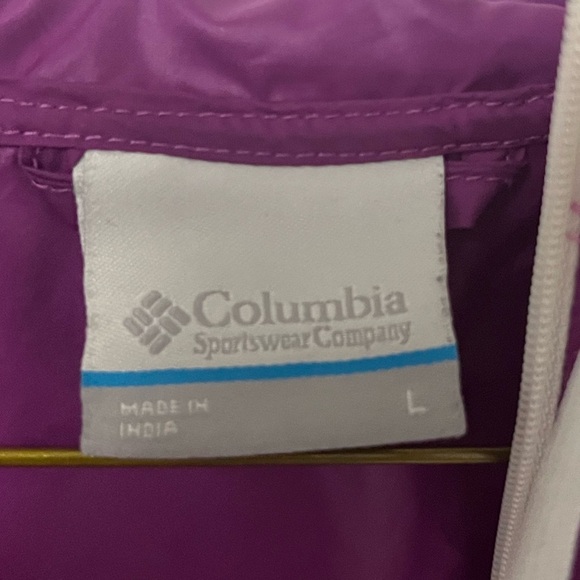 Columbia
Sportswear Company
MADE IN L
INDIA